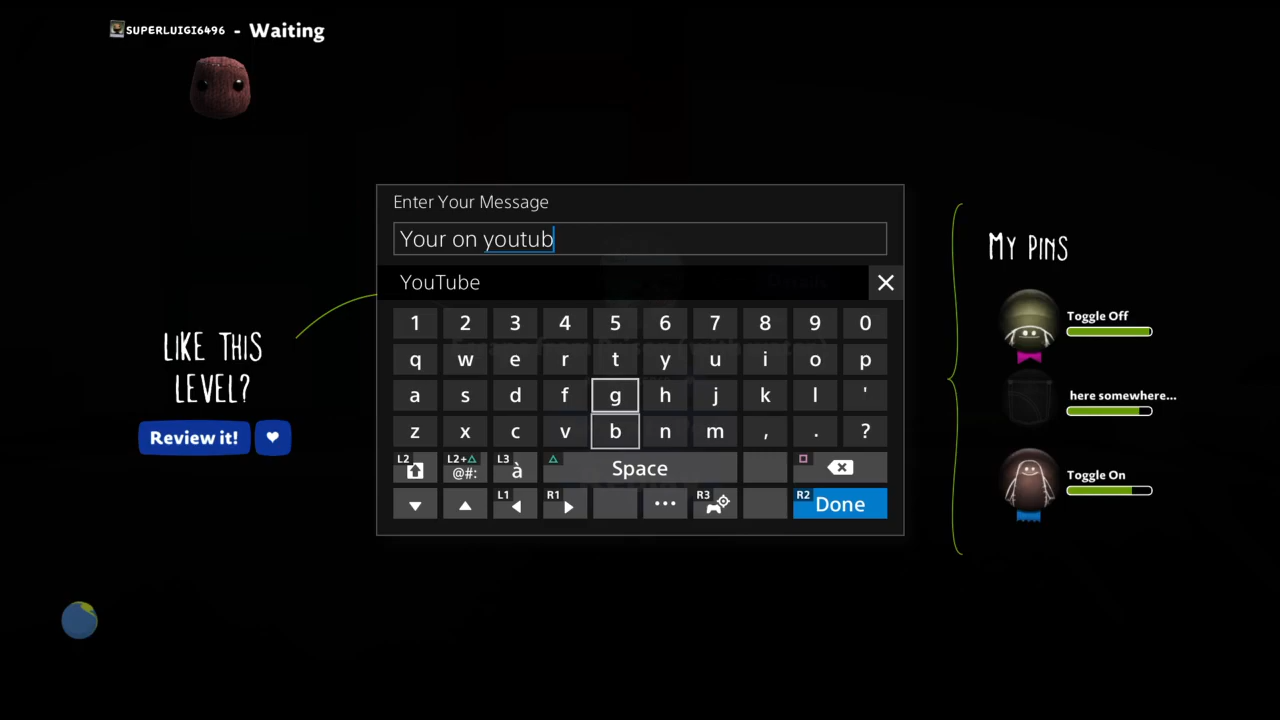 SUPERLUIGI6496 - Waiting
Enter Your Message
Your on youtub
YouTube
1 2 3 4 5 6 7 8 9 0
q w e r t y u i o p
a s d f g h j k l '
z x c v b n m , . ?
L2 L2+△ @#: L3 à △ Space □
L1 R1 ... R3 R2 Done
LIKE THIS
LEVEL?
Review it!
MY PINS
Toggle Off
here somewhere...
Toggle On